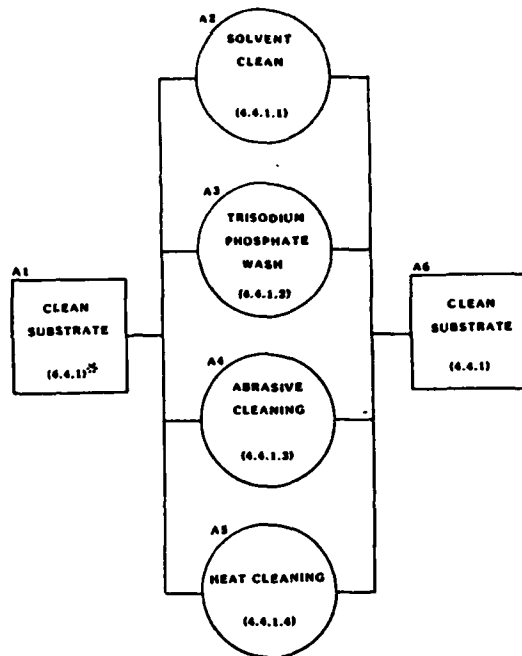 A2
SOLVENT
CLEAN
(4.4.1.1)
A3
TRISODIUM
PHOSPHATE
WASH
(4.4.1.2)
A1
CLEAN
SUBSTRATE
(4.4.1)*
A6
CLEAN
SUBSTRATE
(4.4.1)
A4
ABRASIVE
CLEANING
(4.4.1.3)
A5
HEAT CLEANING
(4.4.1.4)